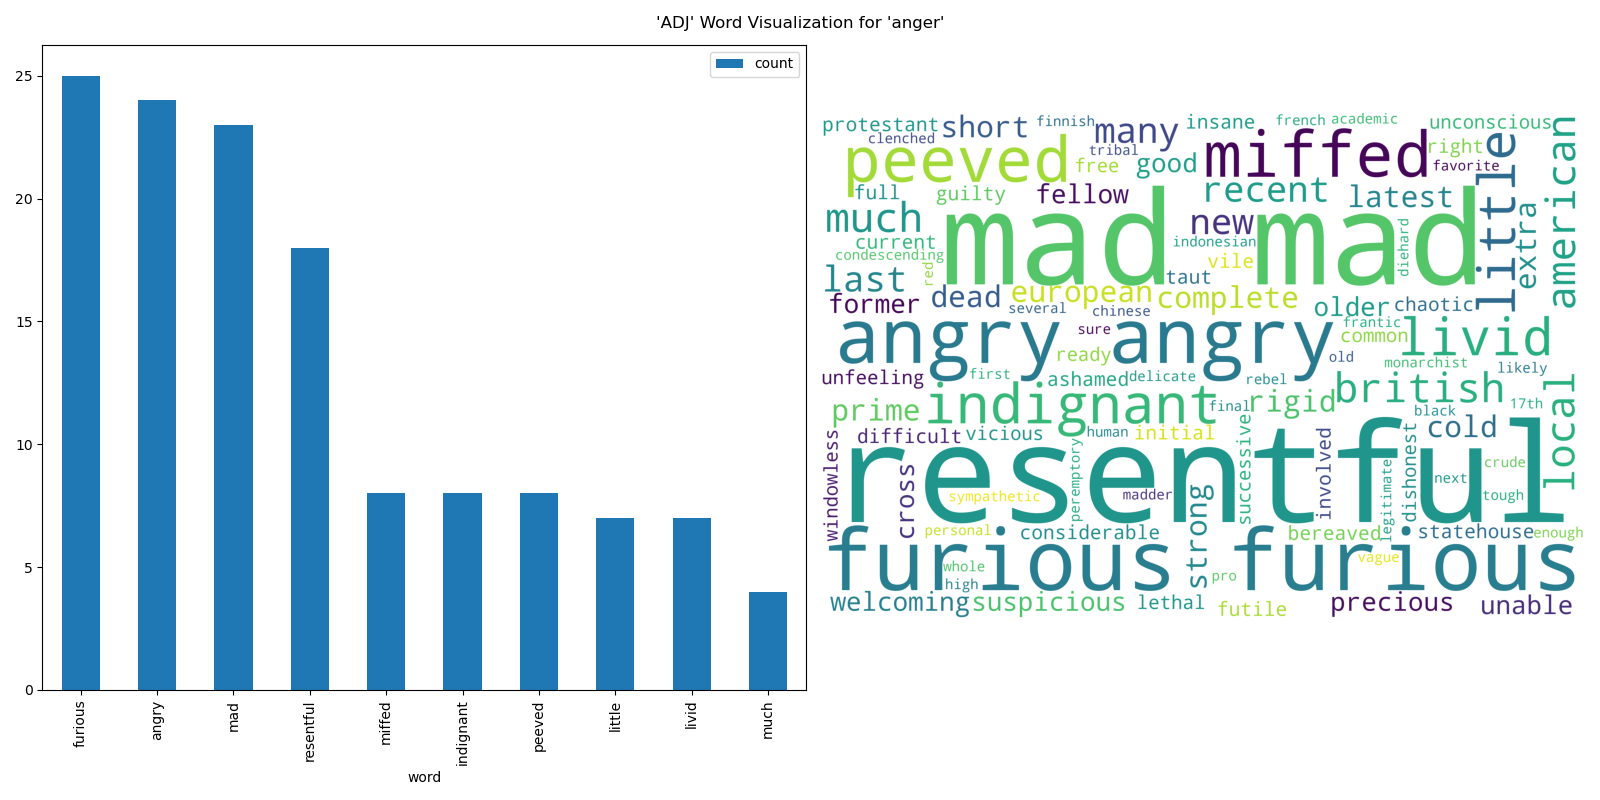 'ADJ' Word Visualization for 'anger'
count
25
20
15
10
5
0
furious
angry
mad
resentful
miffed
indignant
peeved
little
livid
much
word
protestant
short
finnish
many
insane
french
academic
unconscious
clenched
tribal
peeved
free
good
miffed
right
favorite
little
american
full
guilty
fellow
recent
latest
much
mad
mad
new
extra
current
indonesian
diehard
condescending
red
vile
taut
last
former
dead
european
complete
older
chaotic
several
chinese
angry
sure
angry
frantic
common
livid
ready
old
monarchist
likely
unfeeling
first
ashamed
delicate
rebel
british
prime
indignant
final
rigid
black
17th
local
difficult
vicious
human
initial
cold
windowless
cross
resentful
peremptory
successive
involved
legitimate
dishonest
crude
next
tough
sympathetic
madder
strong
personal
considerable
bereaved
statehouse
enough
furious
furious
whole
high
pro
vague
welcoming
suspicious
lethal
futile
precious
unable